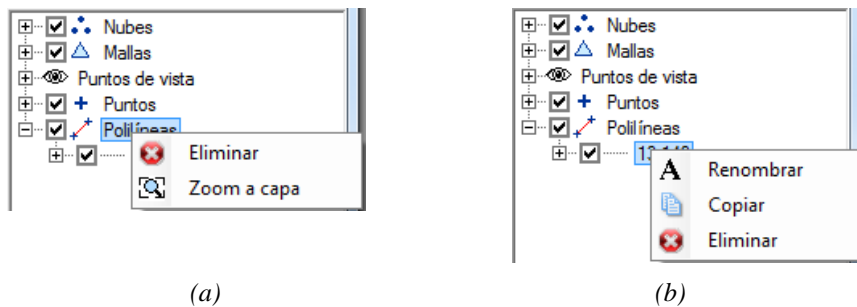 Nubes
Mallas
Puntos de vista
Puntos
Polilíneas
Eliminar
Zoom a capa
(a)
Nubes
Mallas
Puntos de vista
Puntos
Polilíneas
Renombrar
Copiar
Eliminar
(b)